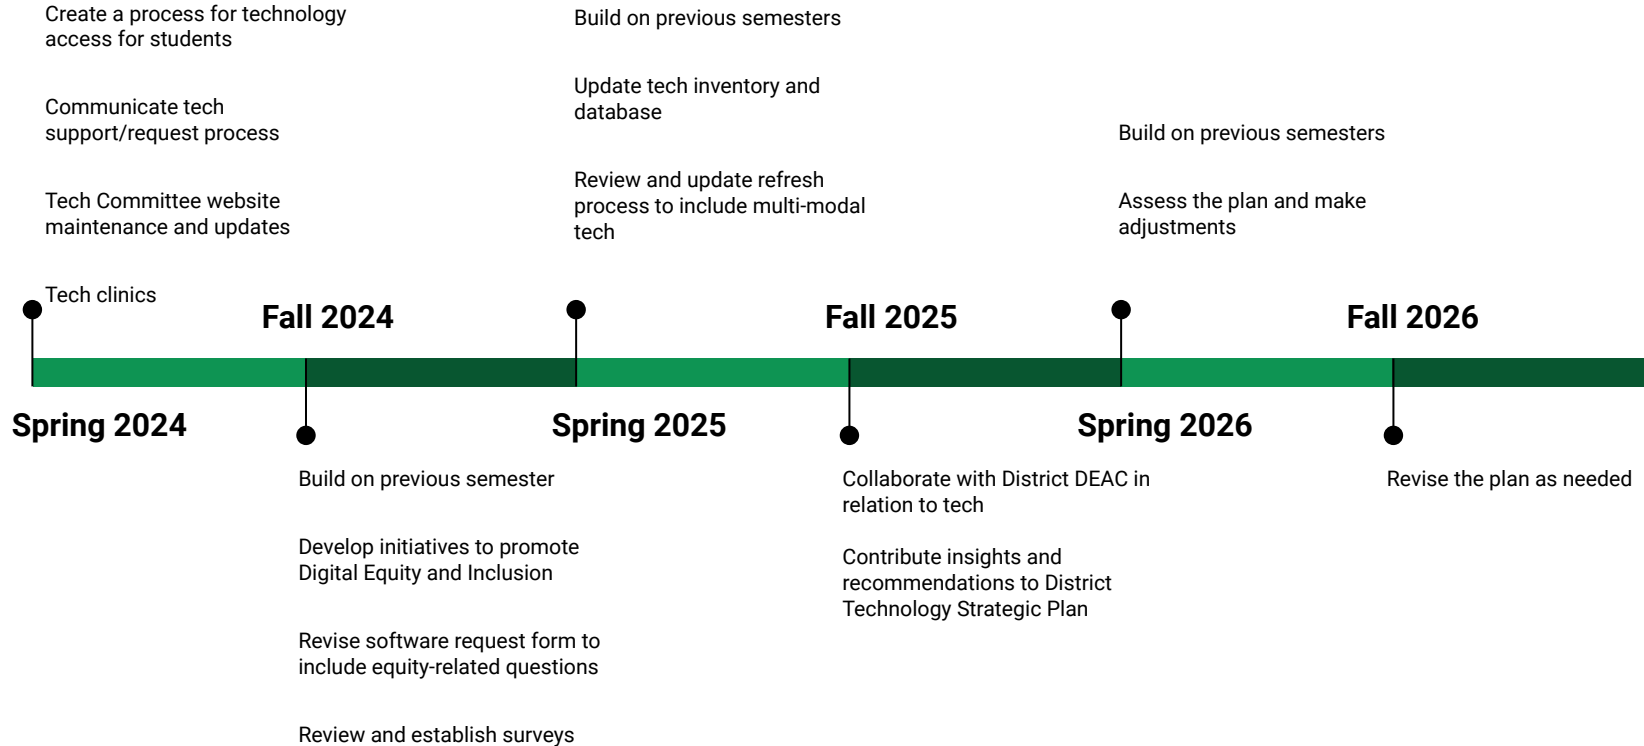 Create a process for technology
access for students
Communicate tech
support/request process
Tech Committee website
maintenance and updates
Tech clinics
Spring 2024
Fall 2024
Build on previous semester
Develop initiatives to promote
Digital Equity and Inclusion
Revise software request form to
include equity-related questions
Review and establish surveys
Build on previous semesters
Update tech inventory and
database
Review and update refresh
process to include multi-modal
tech
Spring 2025
Fall 2025
Collaborate with District DEAC in
relation to tech
Contribute insights and
recommendations to District
Technology Strategic Plan
Build on previous semesters
Assess the plan and make
adjustments
Spring 2026
Fall 2026
Revise the plan as needed